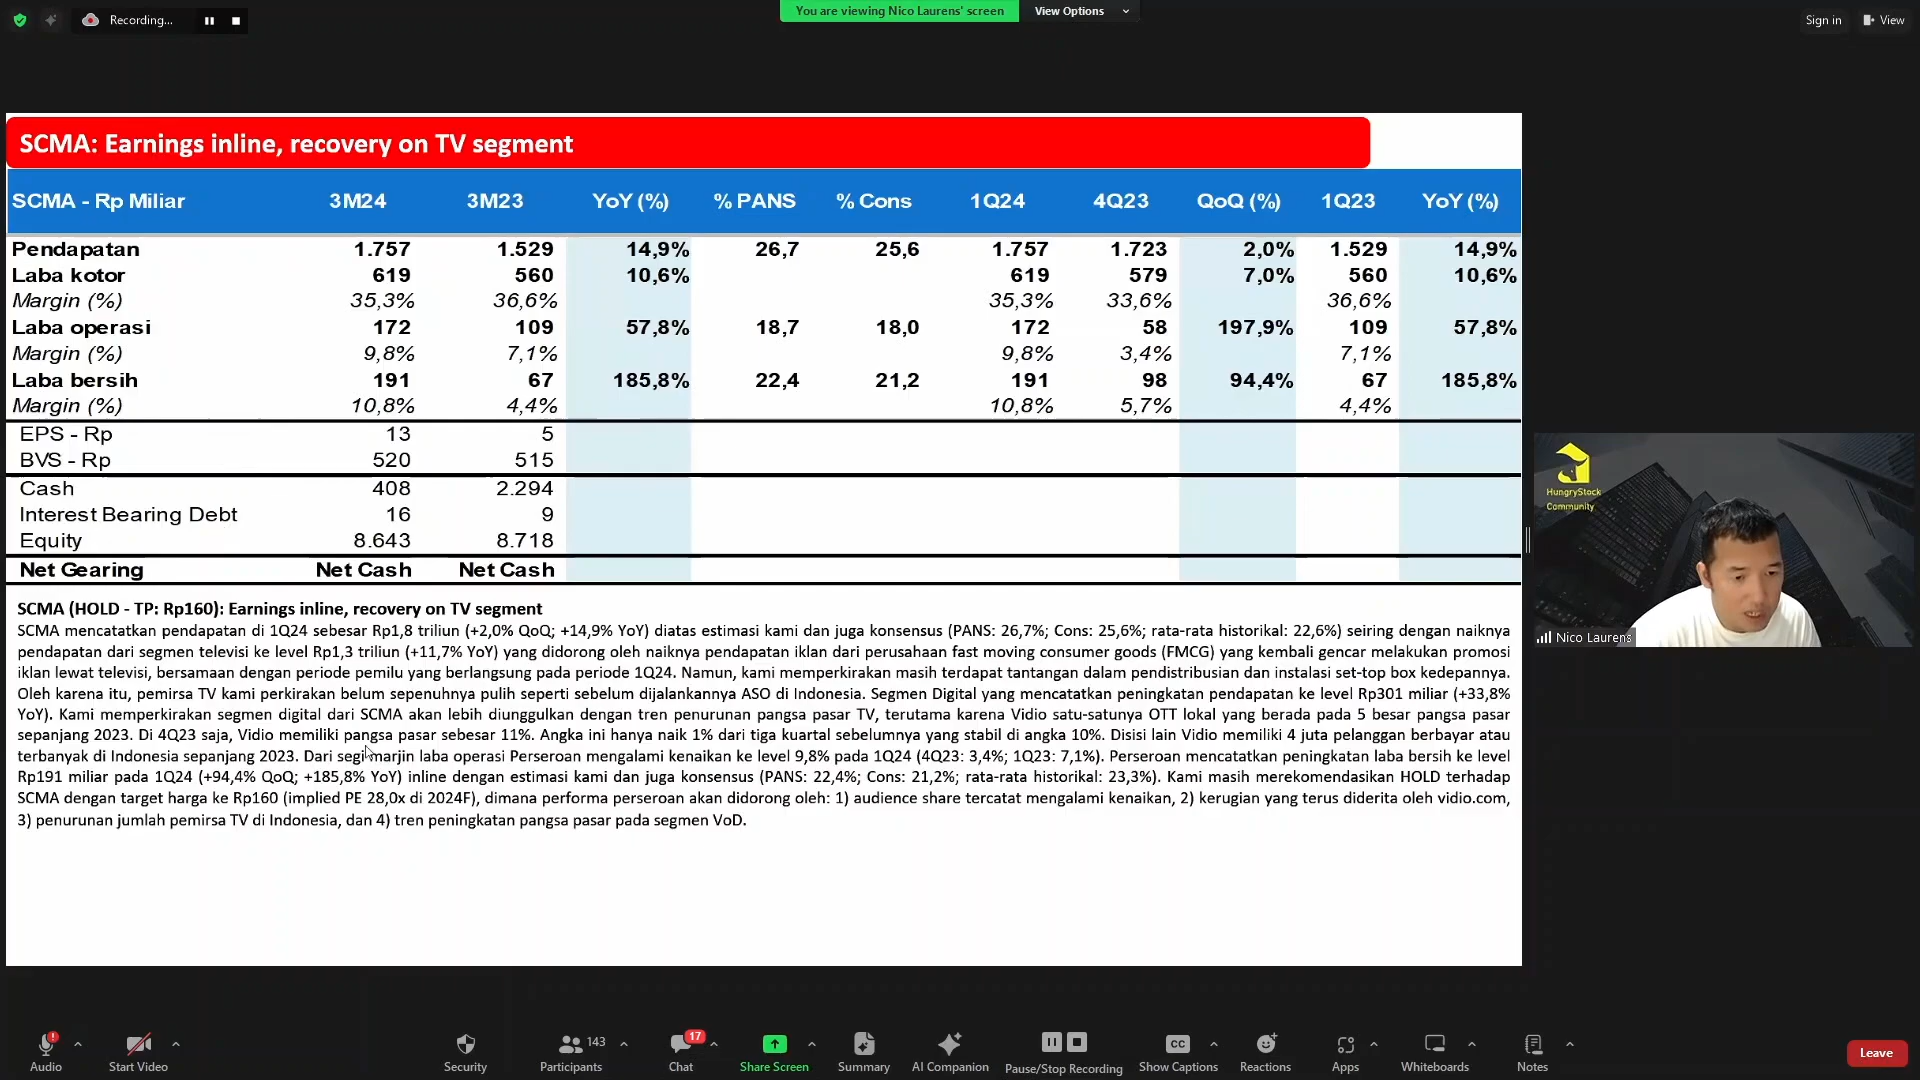 Recording...
You are viewing Nico Laurens' screen
View Options
Sign in
View
SCMA: Earnings inline, recovery on TV segment
SCMA - Rp Miliar 3M24 3M23 YoY (%) % PANS % Cons 1Q24 4Q23 QoQ (%) 1Q23 YoY (%)
Pendapatan 1.757 1.529 14,9% 26,7 25,6 1.757 1.723 2,0% 1.529 14,9%
Laba kotor 619 560 10,6% 619 579 7,0% 560 10,6%
Margin (%) 35,3% 36,6% 35,3% 33,6% 36,6%
Laba operasi 172 109 57,8% 18,7 18,0 172 58 197,9% 109 57,8%
Margin (%) 9,8% 7,1% 9,8% 3,4% 7,1%
Laba bersih 191 67 185,8% 22,4 21,2 191 98 94,4% 67 185,8%
Margin (%) 10,8% 4,4% 10,8% 5,7% 4,4%
EPS - Rp 13 5
BVS - Rp 520 515
Cash 408 2.294
Interest Bearing Debt 16 9
Equity 8.643 8.718
Net Gearing Net Cash Net Cash
SCMA (HOLD - TP: Rp160): Earnings inline, recovery on TV segment
SCMA mencatatkan pendapatan di 1Q24 sebesar Rp1,8 triliun (+2,0% QoQ; +14,9% YoY) diatas estimasi kami dan juga konsensus (PANS: 26,7%; Cons: 25,6%; rata-rata historikal: 22,6%) seiring dengan naiknya
pendapatan dari segmen televisi ke level Rp1,3 triliun (+11,7% YoY) yang didorong oleh naiknya pendapatan iklan dari perusahaan fast moving consumer goods (FMCG) yang kembali gencar melakukan promosi
iklan lewat televisi, bersamaan dengan periode pemilu yang berlangsung pada periode 1Q24. Namun, kami memperkirakan masih terdapat tantangan dalam pendistribusian dan instalasi set-top box kedepannya.
Oleh karena itu, pemirsa TV kami perkirakan belum sepenuhnya pulih seperti sebelum dijalankannya ASO di Indonesia. Segmen Digital yang mencatatkan peningkatan pendapatan ke level Rp301 miliar (+33,8%
YoY). Kami memperkirakan segmen digital dari SCMA akan lebih diunggulkan dengan tren penurunan pangsa pasar TV, terutama karena Vidio satu-satunya OTT lokal yang berada pada 5 besar pangsa pasar
sepanjang 2023. Di 4Q23 saja, Vidio memiliki pangsa pasar sebesar 11%. Angka ini hanya naik 1% dari tiga kuartal sebelumnya yang stabil di angka 10%. Disisi lain Vidio memiliki 4 juta pelanggan berbayar atau
terbanyak di Indonesia sepanjang 2023. Dari segi marjin laba operasi Perseroan mengalami kenaikan ke level 9,8% pada 1Q24 (4Q23: 3,4%; 1Q23: 7,1%). Perseroan mencatatkan peningkatan laba bersih ke level
Rp191 miliar pada 1Q24 (+94,4% QoQ; +185,8% YoY) inline dengan estimasi kami dan juga konsensus (PANS: 22,4%; Cons: 21,2%; rata-rata historikal: 23,3%). Kami masih merekomendasikan HOLD terhadap
SCMA dengan target harga ke Rp160 (implied PE 28,0x di 2024F), dimana performa perseroan akan didorong oleh: 1) audience share tercatat mengalami kenaikan, 2) kerugian yang terus diderita oleh vidio.com,
3) penurunan jumlah pemirsa TV di Indonesia, dan 4) tren peningkatan pangsa pasar pada segmen VoD.
HungryStock
Community
Nico Laurens
Audio
Start Video
Security
143
Participants
17
Chat
Share Screen
Summary
AI Companion
Pause/Stop Recording
CC
Show Captions
Reactions
Apps
Whiteboards
Notes
Leave